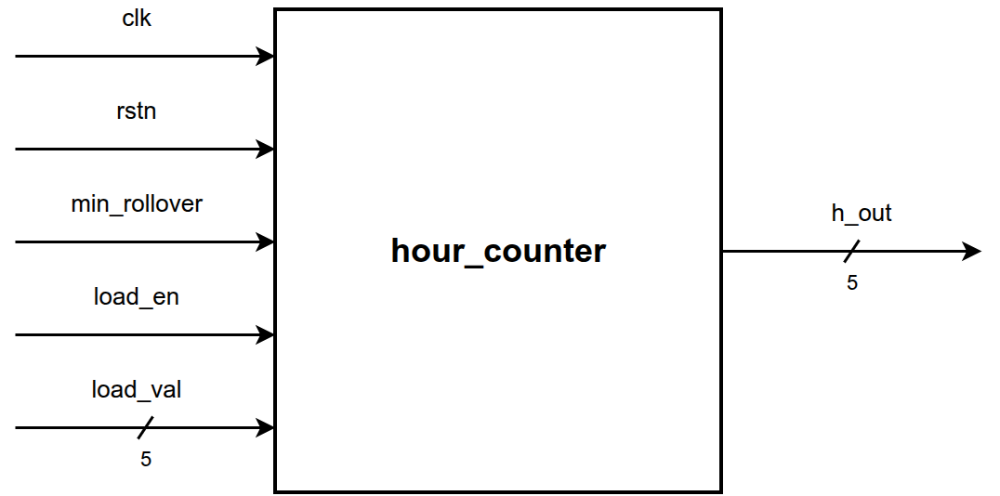 clk
rstn
min_rollover
load_en
load_val
5
hour_counter
h_out
5